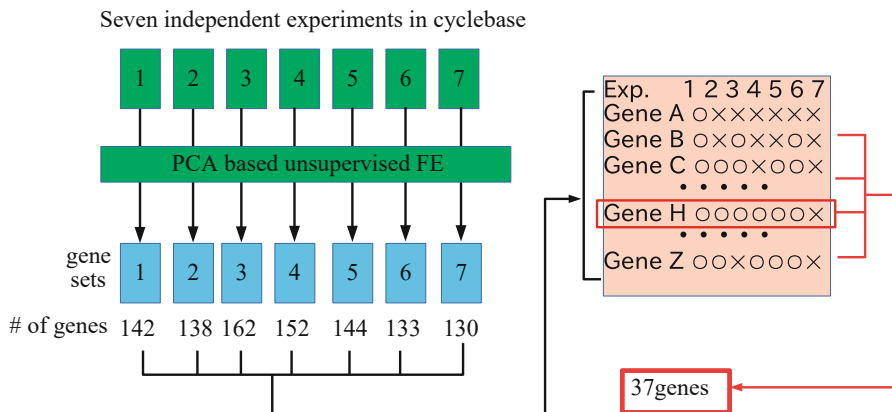 Seven independent experiments in cyclebase
1 2 3 4 5 6 7
PCA based unsupervised FE
gene sets
1 2 3 4 5 6 7
# of genes 142 138 162 152 144 133 130
Exp. 1 2 3 4 5 6 7
Gene A ○××××××
Gene B ○×○××○×
Gene C ○○○×○○×
• • • • •
Gene H ○○○○○○×
• • • • •
Gene Z ○○×○○○×
37genes